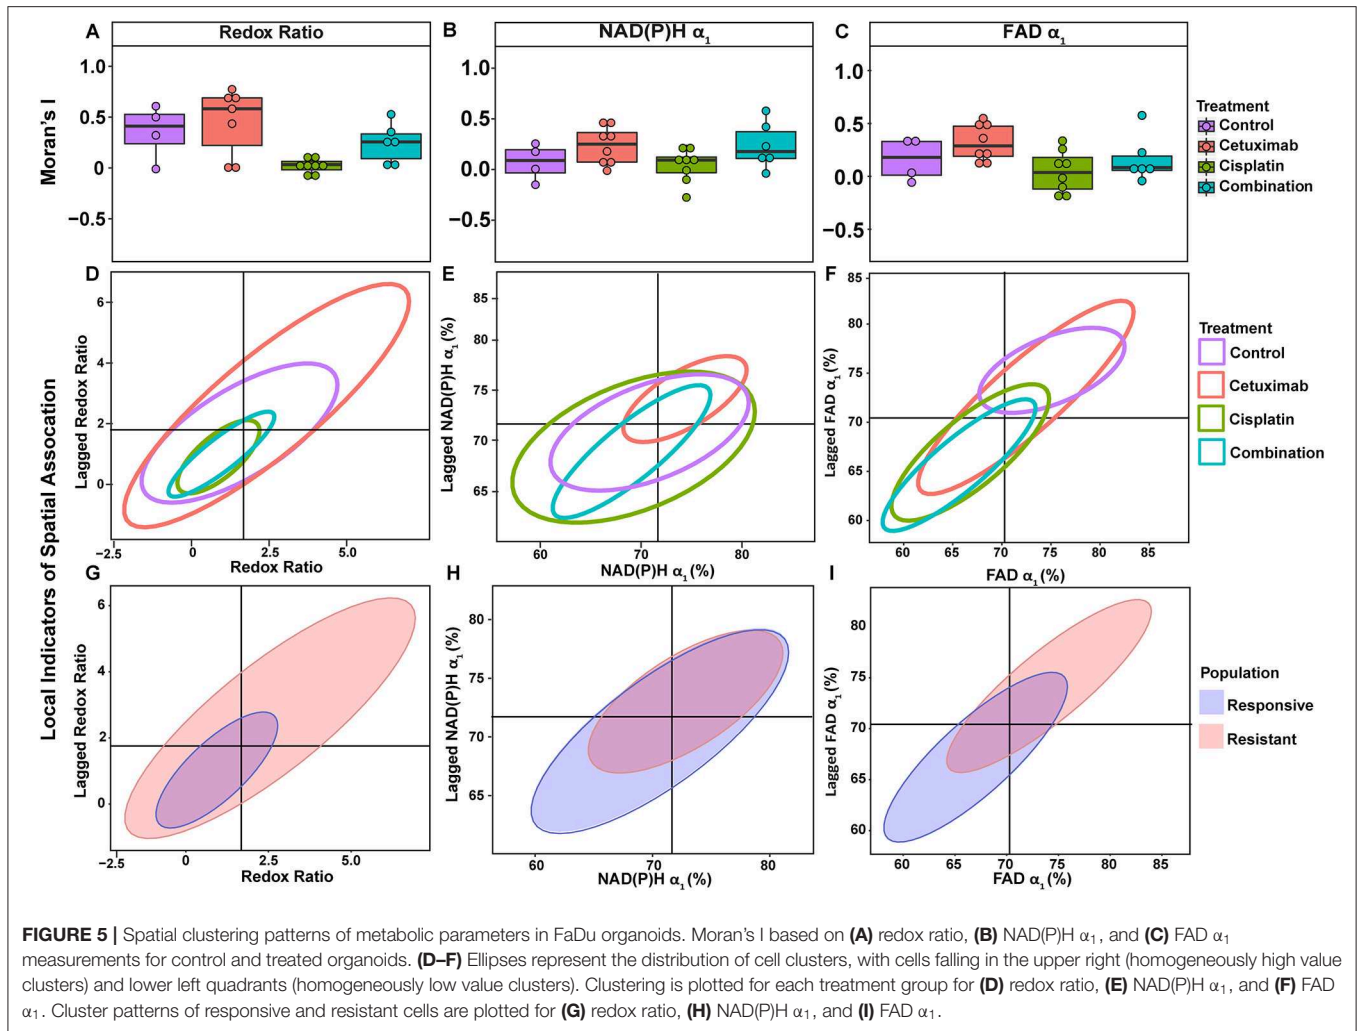 A Redox Ratio
B NAD(P)H α1
C FAD α1
Moran's I
1.0
0.5
0
−0.5
1.0
0.5
0.0
−0.5
1.0
0.5
0.0
−0.5
Treatment
Control
Cetuximab
Cisplatin
Combination
Local Indicators of Spatial Assocation
D
Lagged Redox Ratio
6
4
2
0
−2.5 0 2.5 5.0
Redox Ratio
E
Lagged NAD(P)H α1 (%)
85
80
75
70
65
60 70 80
NAD(P)H α1 (%)
F
Lagged FAD α1 (%)
85
80
75
70
65
60
60 65 70 75 80 85
FAD α1 (%)
Treatment
Control
Cetuximab
Cisplatin
Combination
G
Lagged Redox Ratio
6
4
2
0
−2.5 0 2.5 5.0
Redox Ratio
H
Lagged NAD(P)H α1 (%)
80
75
70
65
60 70 80
NAD(P)H α1 (%)
I
Lagged FAD α1 (%)
80
75
70
65
60
60 65 70 75 80 85
FAD α1 (%)
Population
Responsive
Resistant
FIGURE 5 | Spatial clustering patterns of metabolic parameters in FaDu organoids. Moran's I based on (A) redox ratio, (B) NAD(P)H α1, and (C) FAD α1
measurements for control and treated organoids. (D–F) Ellipses represent the distribution of cell clusters, with cells falling in the upper right (homogeneously high value
clusters) and lower left quadrants (homogeneously low value clusters). Clustering is plotted for each treatment group for (D) redox ratio, (E) NAD(P)H α1, and (F) FAD
α1. Cluster patterns of responsive and resistant cells are plotted for (G) redox ratio, (H) NAD(P)H α1, and (I) FAD α1.